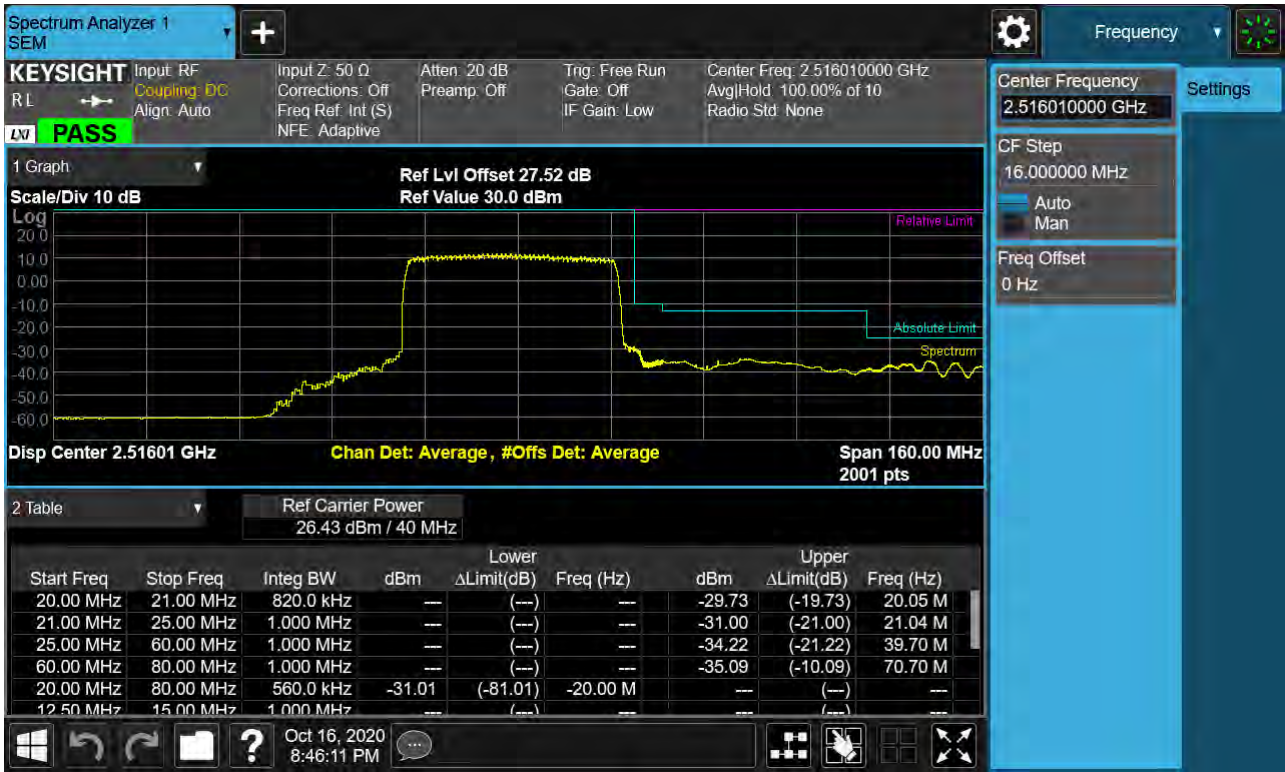 Spectrum Analyzer 1
SEM
Frequency
KEYSIGHT
R L
LXI PASS
Input: RF
Coupling: DC
Align: Auto
Input Z: 50 Ω
Corrections: Off
Freq Ref: Int (S)
NFE: Adaptive
Atten: 20 dB
Preamp: Off
Trig: Free Run
Gate: Off
IF Gain: Low
Center Freq: 2.516010000 GHz
Avg|Hold: 100.00% of 10
Radio Std: None
Center Frequency
2.516010000 GHz
Settings
CF Step
16.000000 MHz
Auto
Man
Freq Offset
0 Hz
1 Graph
Scale/Div 10 dB
Ref Lvl Offset 27.52 dB
Ref Value 30.0 dBm
Log
20.0
10.0
0.00
-10.0
-20.0
-30.0
-40.0
-50.0
-60.0
Relative Limit
Absolute Limit
Spectrum
Disp Center 2.51601 GHz
Chan Det: Average , #Offs Det: Average
Span 160.00 MHz
2001 pts
2 Table
Ref Carrier Power
26.43 dBm / 40 MHz
Lower Upper
Start Freq Stop Freq Integ BW dBm ΔLimit(dB) Freq (Hz) dBm ΔLimit(dB) Freq (Hz)
20.00 MHz 21.00 MHz 820.0 kHz --- (---) --- -29.73 (-19.73) 20.05 M
21.00 MHz 25.00 MHz 1.000 MHz --- (---) --- -31.00 (-21.00) 21.04 M
25.00 MHz 60.00 MHz 1.000 MHz --- (---) --- -34.22 (-21.22) 39.70 M
60.00 MHz 80.00 MHz 1.000 MHz --- (---) --- -35.09 (-10.09) 70.70 M
20.00 MHz 80.00 MHz 560.0 kHz -31.01 (-81.01) -20.00 M --- (---) ---
12.50 MHz 15.00 MHz 1.000 MHz --- (---) --- --- (---) ---
Oct 16, 2020
8:46:11 PM